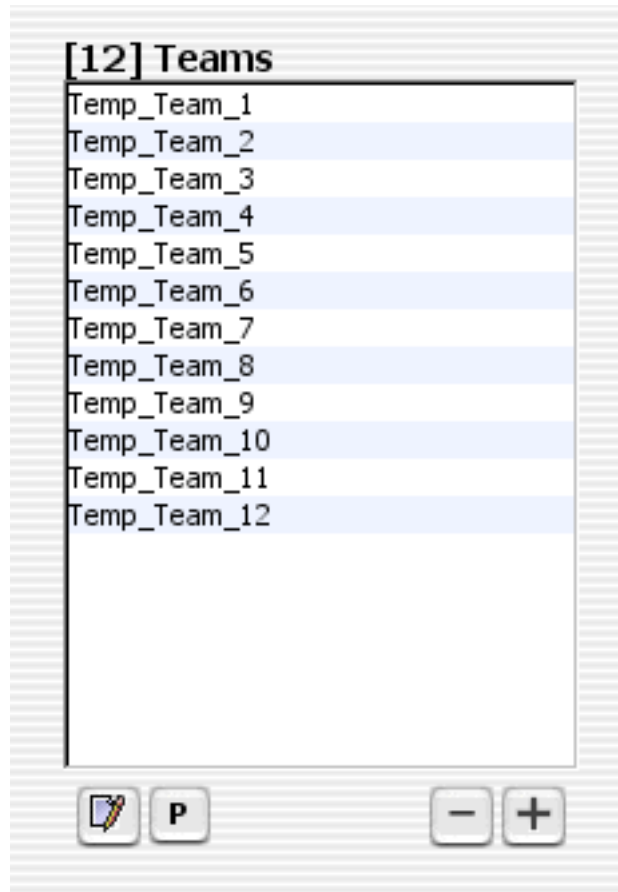 [12] Teams
Temp_Team_1
Temp_Team_2
Temp_Team_3
Temp_Team_4
Temp_Team_5
Temp_Team_6
Temp_Team_7
Temp_Team_8
Temp_Team_9
Temp_Team_10
Temp_Team_11
Temp_Team_12
P − +